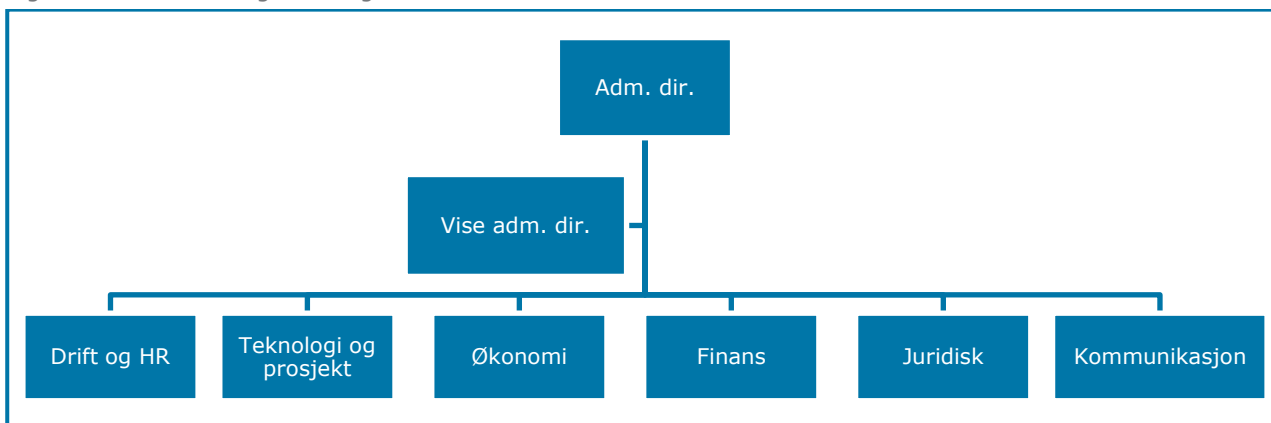 Adm. dir.
Vise adm. dir.
Drift og HR
Teknologi og
prosjekt
Økonomi
Finans
Juridisk
Kommunikasjon